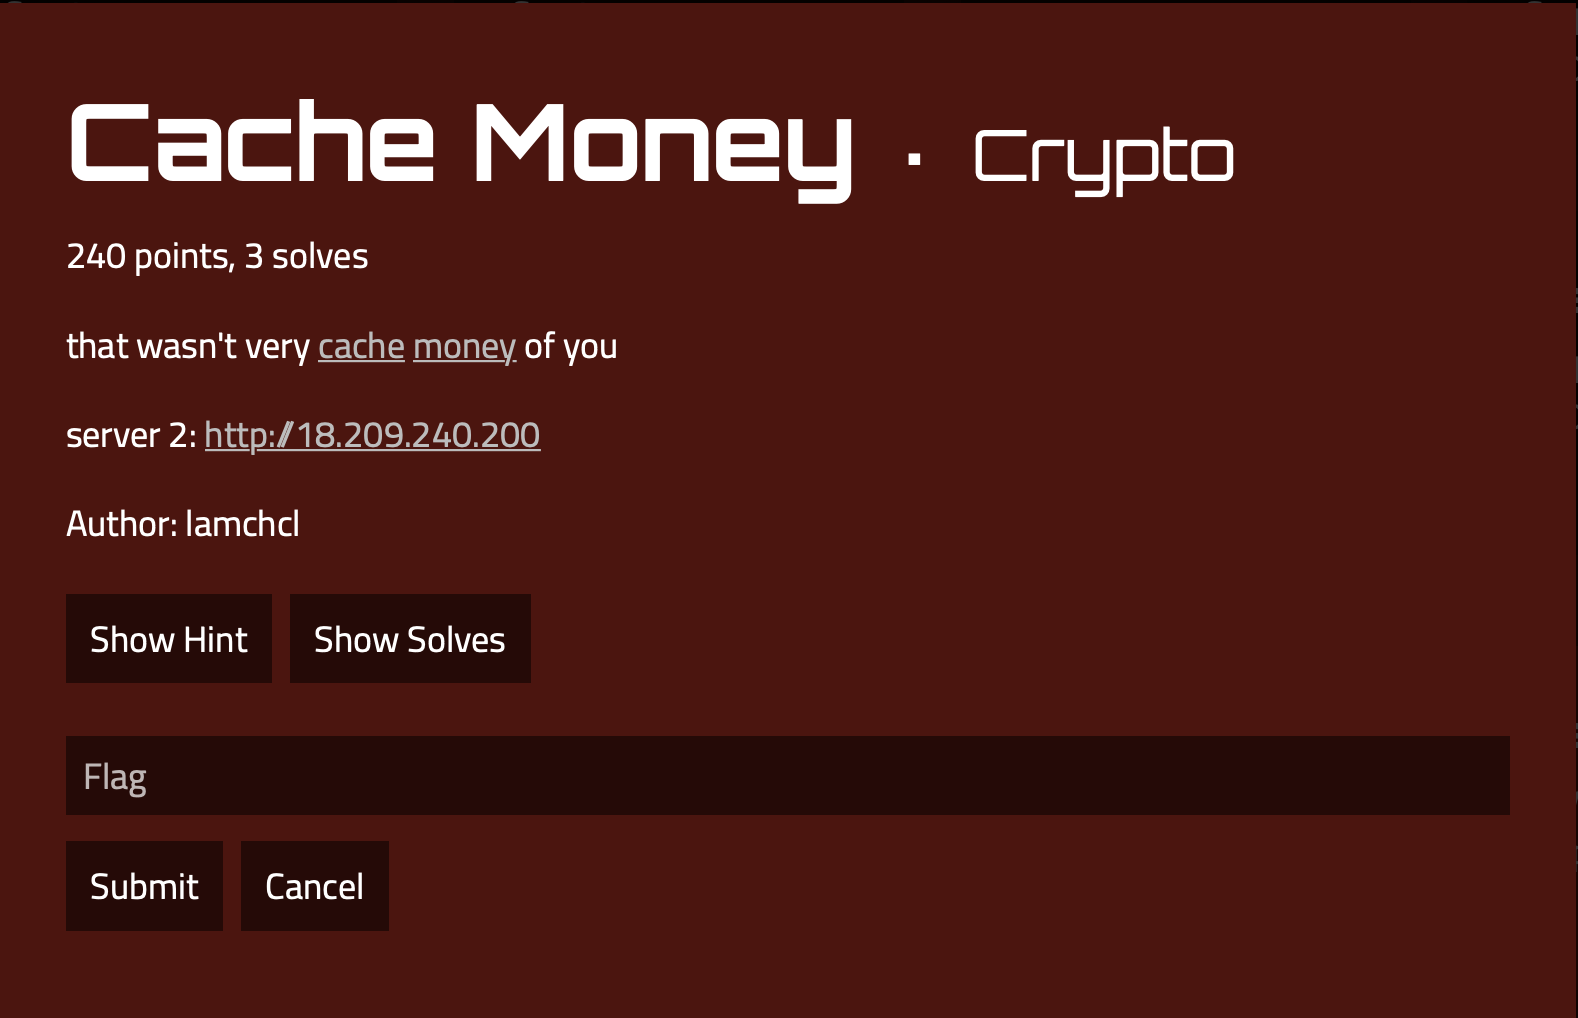 Cache Money · Crypto
240 points, 3 solves
that wasn't very cache money of you
server 2: http://18.209.240.200
Author: lamchcl
Show Hint Show Solves
Flag
Submit Cancel